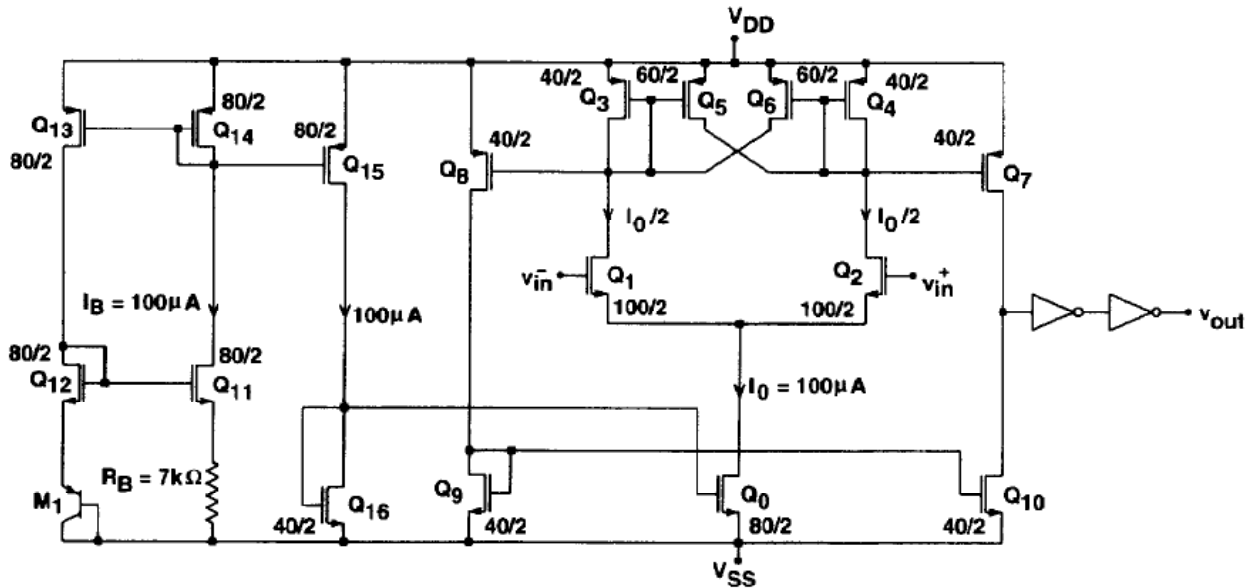 V_DD
40/2
60/2
60/2
40/2
Q_3
Q_5
Q_6
Q_4
80/2
Q_13
Q_14
80/2
80/2
Q_15
40/2
Q_8
40/2
Q_7
I_0/2
I_0/2
v_in^-
Q_1
Q_2
v_in^+
I_B = 100μA
100μA
100/2
100/2
v_out
80/2
80/2
Q_12
Q_11
I_0 = 100μA
R_B = 7kΩ
M_1
Q_16
Q_9
Q_0
Q_10
40/2
40/2
80/2
40/2
V_SS